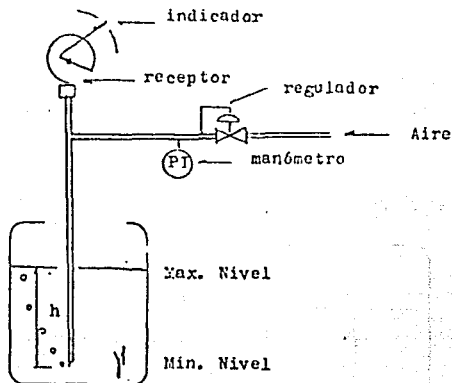 indicador
receptor
regulador
Aire
PI
manómetro
Max. Nivel
h
Min. Nivel